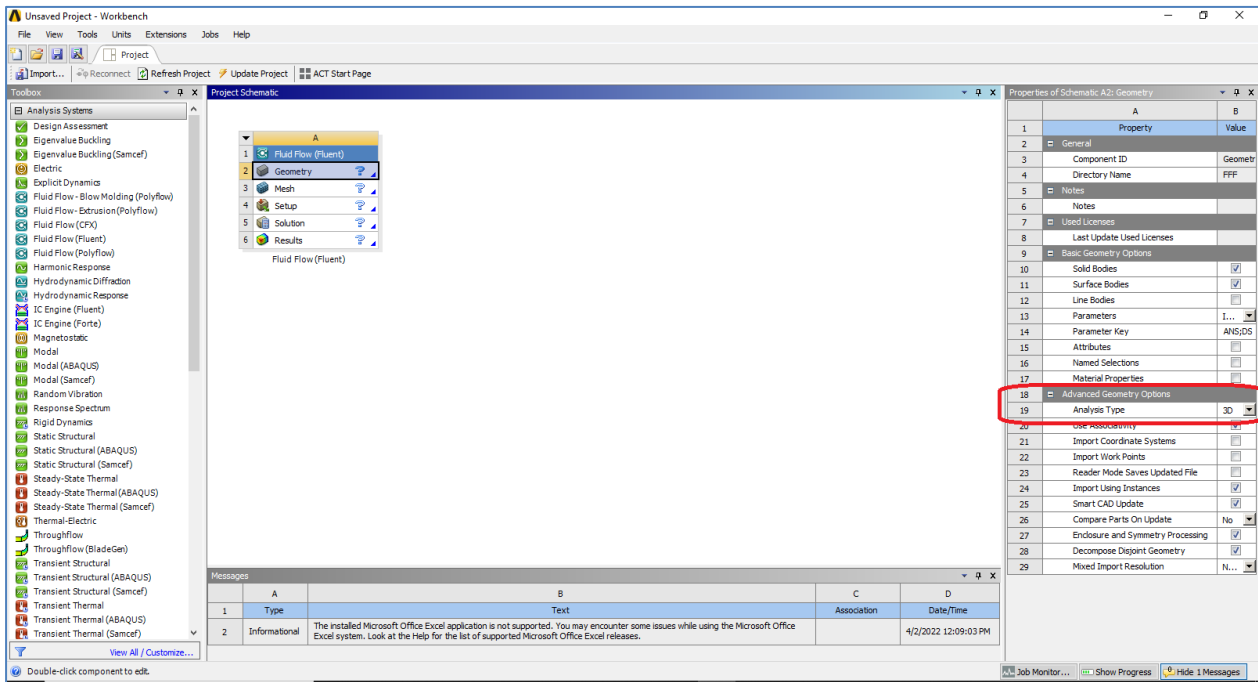 Unsaved Project - Workbench
File View Tools Units Extensions Jobs Help
Project
Import... Reconnect Refresh Project Update Project ACT Start Page
Toolbox
Analysis Systems
Design Assessment
Eigenvalue Buckling
Eigenvalue Buckling (Samcef)
Electric
Explicit Dynamics
Fluid Flow - Blow Molding (Polyflow)
Fluid Flow - Extrusion (Polyflow)
Fluid Flow (CFX)
Fluid Flow (Fluent)
Fluid Flow (Polyflow)
Harmonic Response
Hydrodynamic Diffraction
Hydrodynamic Response
IC Engine (Fluent)
IC Engine (Forte)
Magnetostatic
Modal
Modal (ABAQUS)
Modal (Samcef)
Random Vibration
Response Spectrum
Rigid Dynamics
Static Structural
Static Structural (ABAQUS)
Static Structural (Samcef)
Steady-State Thermal
Steady-State Thermal (ABAQUS)
Steady-State Thermal (Samcef)
Thermal-Electric
Throughflow
Throughflow (BladeGen)
Transient Structural
Transient Structural (ABAQUS)
Transient Structural (Samcef)
Transient Thermal
Transient Thermal (ABAQUS)
Transient Thermal (Samcef)
View All / Customize...
Project Schematic
A
1 Fluid Flow (Fluent)
2 Geometry ?
3 Mesh ?
4 Setup ?
5 Solution ?
6 Results ?
Fluid Flow (Fluent)
Messages
A B C D
1 Type Text Association Date/Time
2 Informational The installed Microsoft Office Excel application is not supported. You may encounter some issues while using the Microsoft Office
Excel system. Look at the Help for the list of supported Microsoft Office Excel releases. 4/2/2022 12:09:03 PM
Properties of Schematic A2: Geometry
A B
1 Property Value
2 General
3 Component ID Geometr
4 Directory Name FFF
5 Notes
6 Notes
7 Used Licenses
8 Last Update Used Licenses
9 Basic Geometry Options
10 Solid Bodies
11 Surface Bodies
12 Line Bodies
13 Parameters I...
14 Parameter Key ANS;DS
15 Attributes
16 Named Selections
17 Material Properties
18 Advanced Geometry Options
19 Analysis Type 3D
20 Use Associativity
21 Import Coordinate Systems
22 Import Work Points
23 Reader Mode Saves Updated File
24 Import Using Instances
25 Smart CAD Update
26 Compare Parts On Update No
27 Enclosure and Symmetry Processing
28 Decompose Disjoint Geometry
29 Mixed Import Resolution N...
Double-click component to edit.
Job Monitor... Show Progress Hide 1 Messages